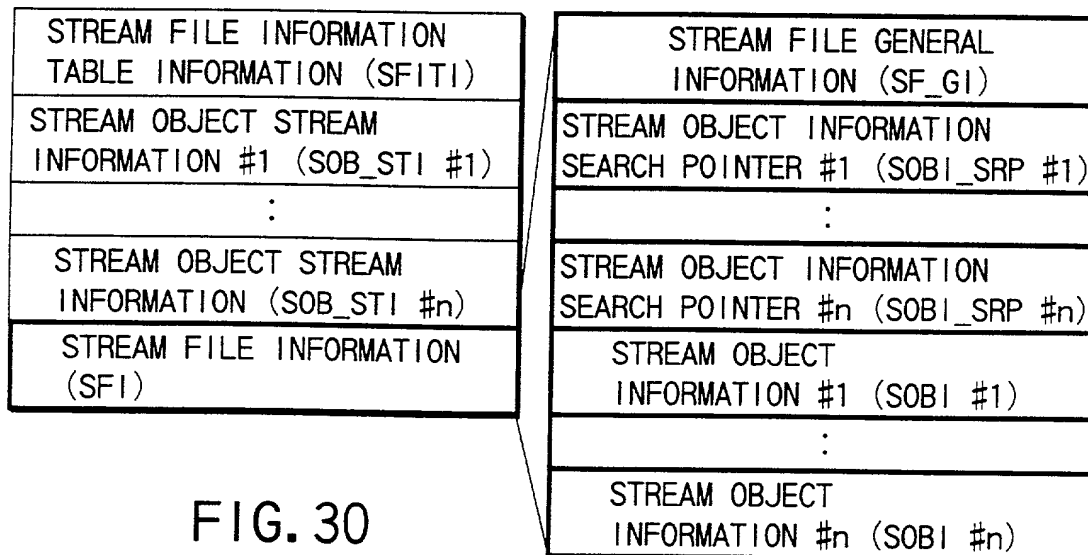 STREAM FILE INFORMATION
TABLE INFORMATION (SFITI)
STREAM OBJECT STREAM
INFORMATION #1 (SOB_STI #1)
:
STREAM OBJECT STREAM
INFORMATION (SOB_STI #n)
STREAM FILE INFORMATION
(SFI)
STREAM FILE GENERAL
INFORMATION (SF_GI)
STREAM OBJECT INFORMATION
SEARCH POINTER #1 (SOBI_SRP #1)
:
STREAM OBJECT INFORMATION
SEARCH POINTER #n (SOBI_SRP #n)
STREAM OBJECT
INFORMATION #1 (SOBI #1)
:
STREAM OBJECT
INFORMATION #n (SOBI #n)
FIG. 30